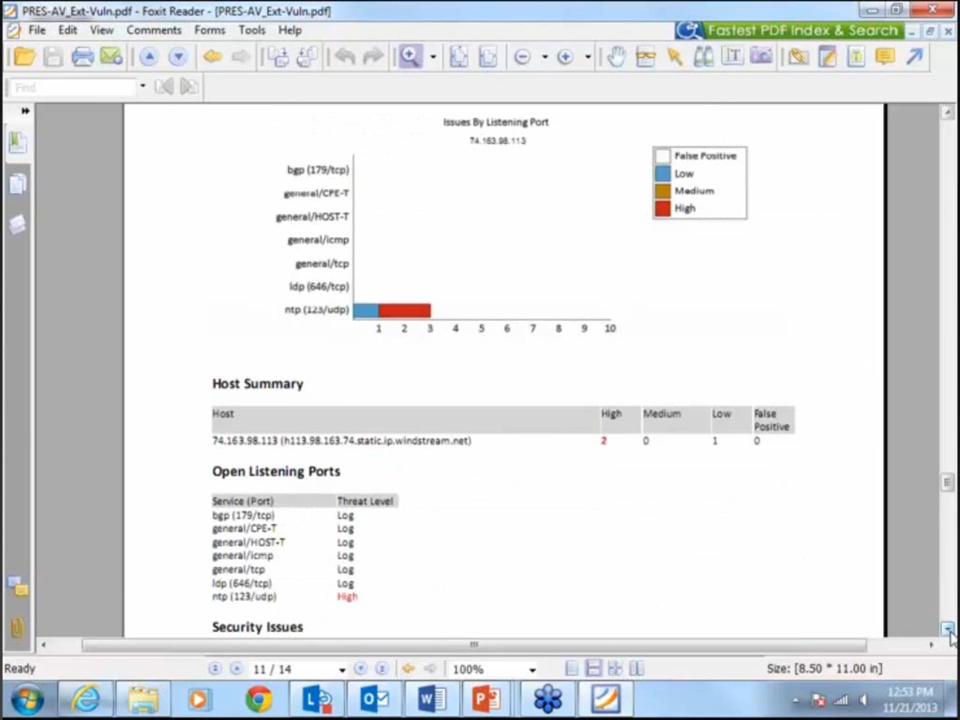 PRES-AV_Ext-Vuln.pdf - Foxit Reader - [PRES-AV_Ext-Vuln.pdf]
File Edit View Comments Forms Tools Help
Fastest PDF Index & Search
Find
Issues By Listening Port
74.163.98.113
False Positive
Low
Medium
High
bgp (179/tcp)
general/CPE-T
general/HOST-T
general/icmp
general/tcp
ldp (646/tcp)
ntp (123/udp)
1 2 3 4 5 6 7 8 9 10
Host Summary
Host High Medium Low False Positive
74.163.98.113 (h113.98.163.74.static.ip.windstream.net) 2 0 1 0
Open Listening Ports
Service (Port) Threat Level
bgp (179/tcp) Log
general/CPE-T Log
general/HOST-T Log
general/icmp Log
general/tcp Log
ldp (646/tcp) Log
ntp (123/udp) High
Security Issues
Ready 11 / 14 100% Size: [8.50 * 11.00 in]
12:53 PM
11/21/2013